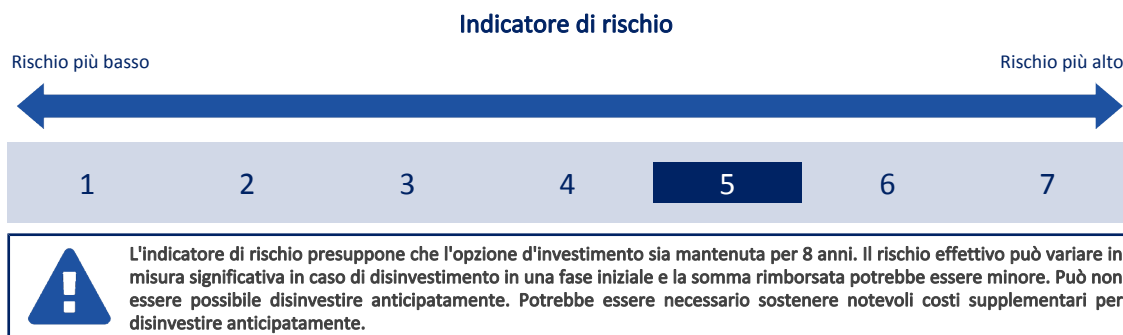 Indicatore di rischio
Rischio più basso
Rischio più alto
1 2 3 4 5 6 7
L'indicatore di rischio presuppone che l'opzione d'investimento sia mantenuta per 8 anni. Il rischio effettivo può variare in
misura significativa in caso di disinvestimento in una fase iniziale e la somma rimborsata potrebbe essere minore. Può non
essere possibile disinvestire anticipatamente. Potrebbe essere necessario sostenere notevoli costi supplementari per
disinvestire anticipatamente.